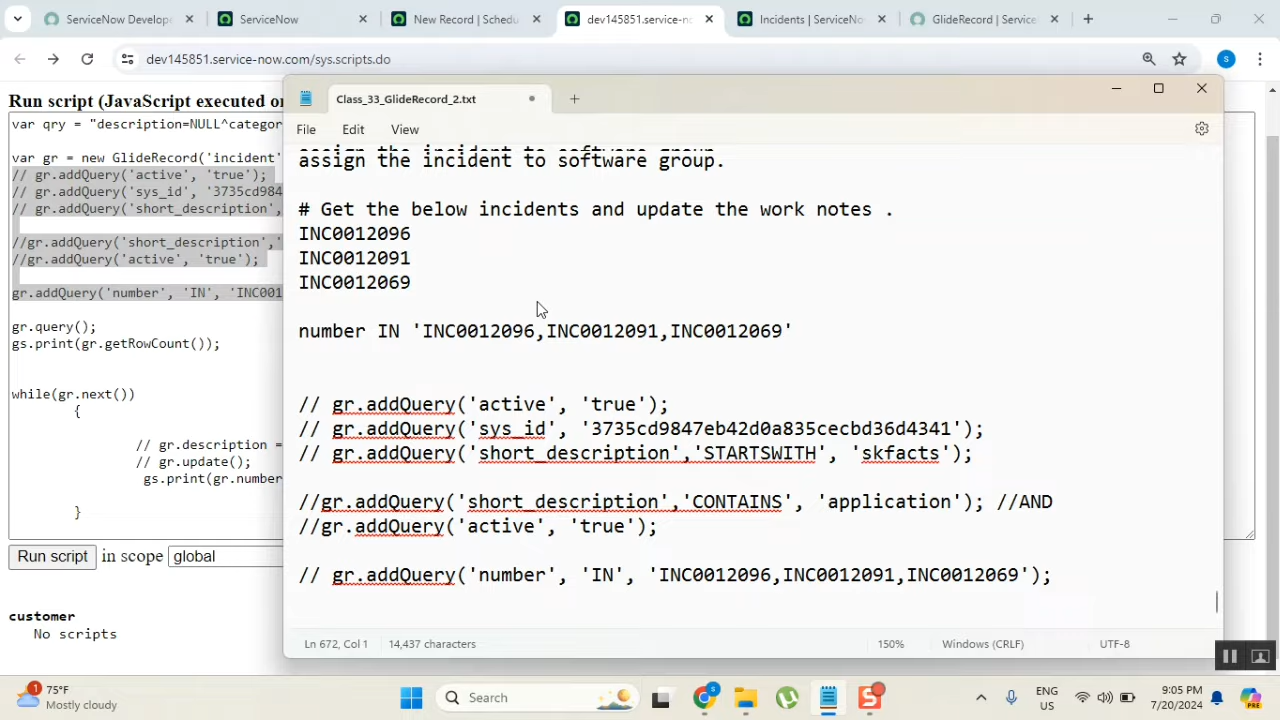 ServiceNow Develope
ServiceNow
New Record | Schedu
dev145851.service-no
Incidents | ServiceNo
GlideRecord | Service
dev145851.service-now.com/sys.scripts.do
S
Run script (JavaScript executed on
var qry = "description=NULL^categor
var gr = new GlideRecord('incident'
// gr.addQuery('active', 'true');
// gr.addQuery('sys_id', '3735cd984
// gr.addQuery('short_description',
//gr.addQuery('short_description','
//gr.addQuery('active', 'true');
gr.addQuery('number', 'IN', 'INC001
gr.query();
gs.print(gr.getRowCount());
while(gr.next())
{
// gr.description =
// gr.update();
gs.print(gr.number
}
Run script in scope global
customer
No scripts
Class_33_GlideRecord_2.txt
File Edit View
assign the incident to software group.
# Get the below incidents and update the work notes .
INC0012096
INC0012091
INC0012069
number IN 'INC0012096,INC0012091,INC0012069'
// gr.addQuery('active', 'true');
// gr.addQuery('sys_id', '3735cd9847eb42d0a835cecbd36d4341');
// gr.addQuery('short_description','STARTSWITH', 'skfacts');
//gr.addQuery('short_description','CONTAINS', 'application'); //AND
//gr.addQuery('active', 'true');
// gr.addQuery('number', 'IN', 'INC0012096,INC0012091,INC0012069');
Ln 672, Col 1 14,437 characters 150% Windows (CRLF) UTF-8
1
75°F
Mostly cloudy
Search
S
S
ENG
US
9:05 PM
7/20/2024
PRE